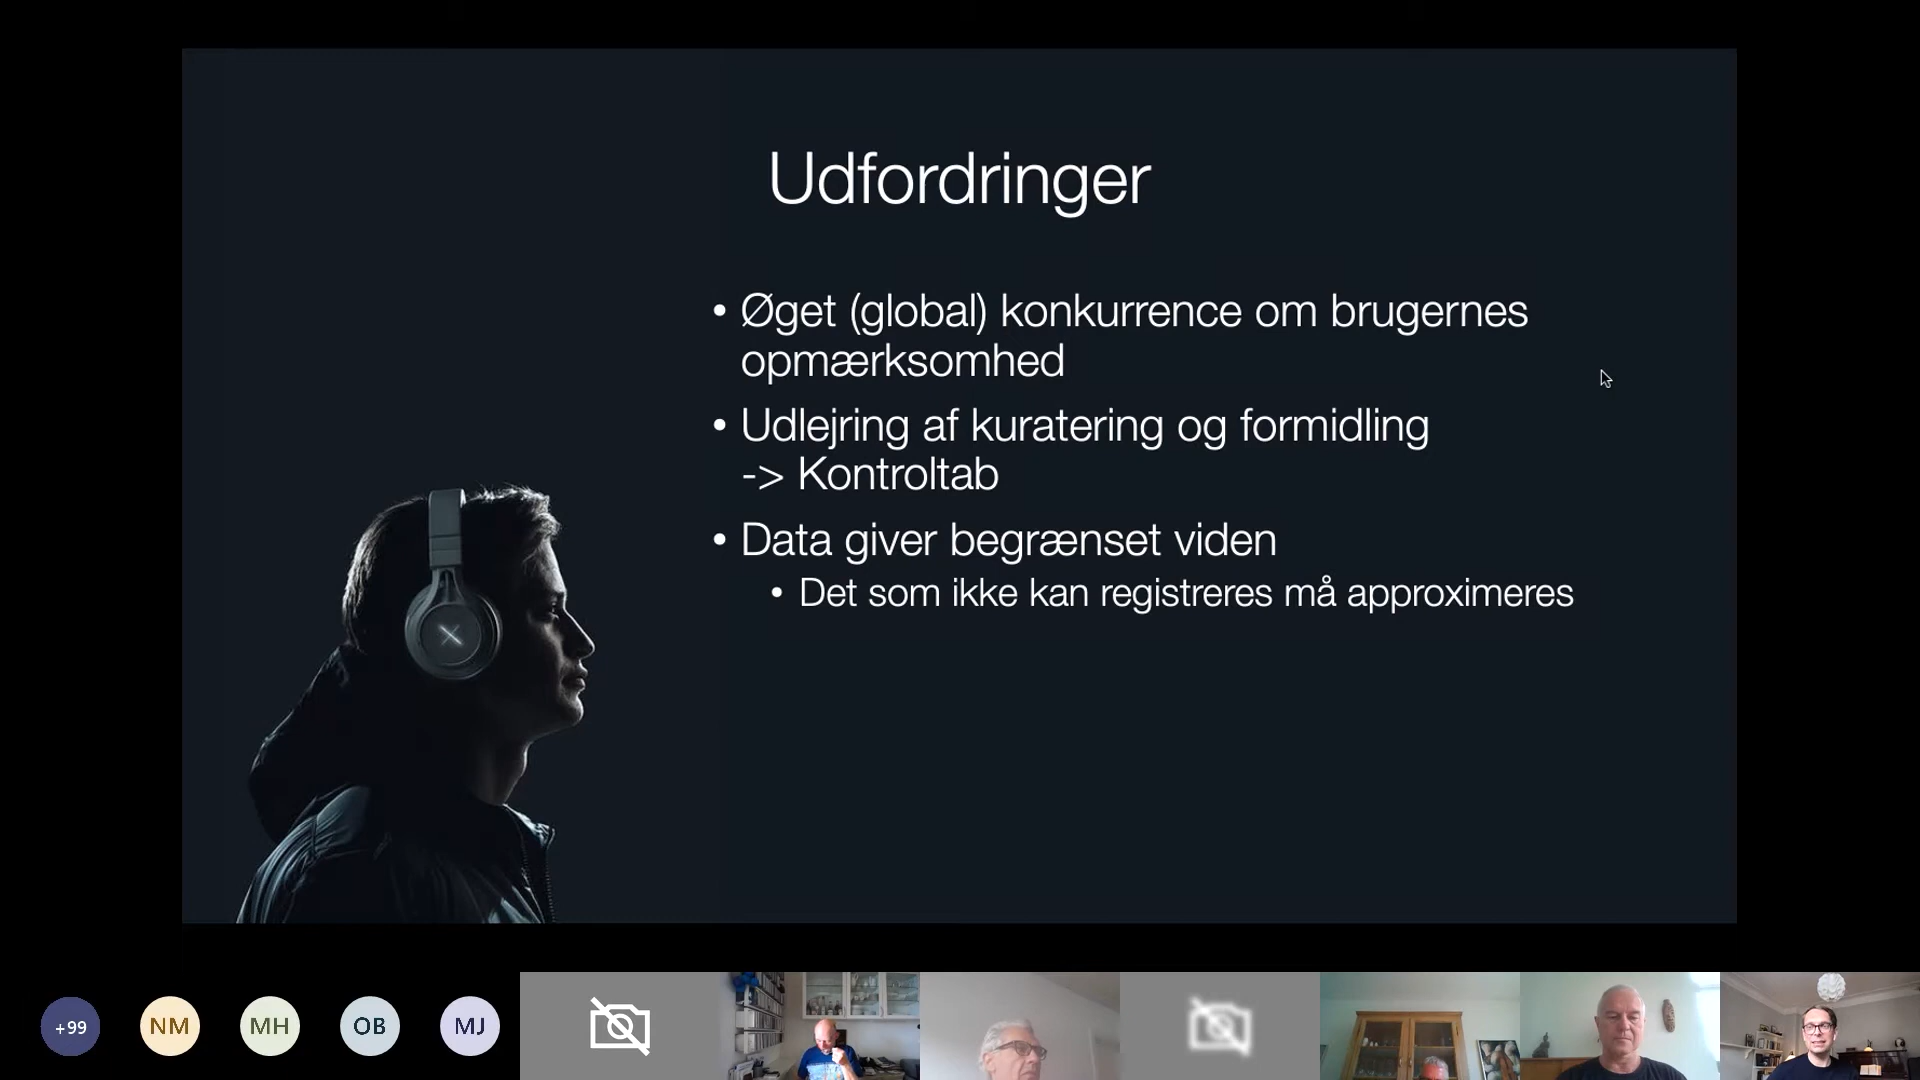 Udfordringer
• Øget (global) konkurrence om brugernes
opmærksomhed
• Udlejring af kuratering og formidling
-> Kontroltab
• Data giver begrænset viden
• Det som ikke kan registreres må approximeres
+99
NM
MH
OB
MJ